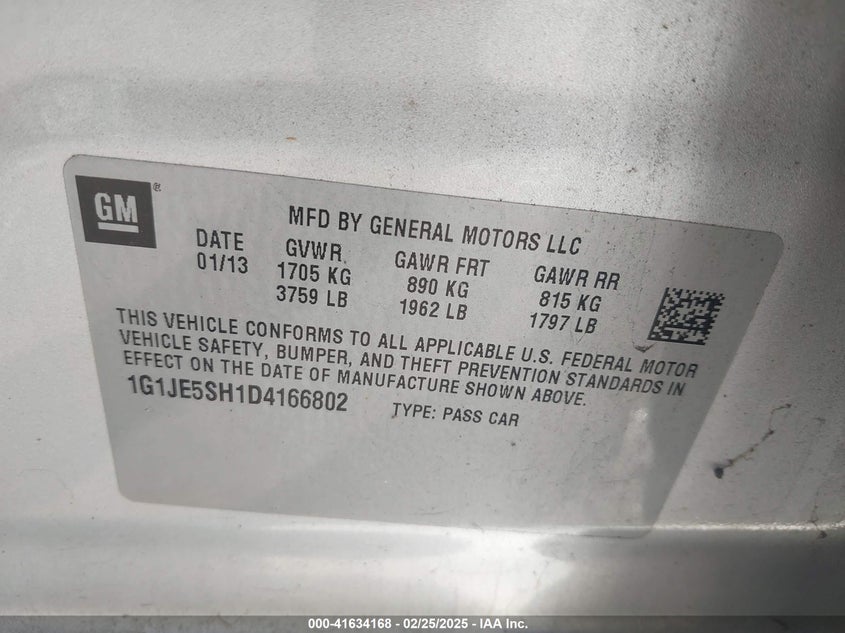 GM ®
MFD BY GENERAL MOTORS LLC
DATE GVWR GAWR FRT GAWR RR
01/13 1705 KG 890 KG 815 KG
3759 LB 1962 LB 1797 LB
THIS VEHICLE CONFORMS TO ALL APPLICABLE U.S. FEDERAL MOTOR
VEHICLE SAFETY, BUMPER, AND THEFT PREVENTION STANDARDS IN
EFFECT ON THE DATE OF MANUFACTURE SHOWN ABOVE.
1G1JE5SH1D4166802 TYPE: PASS CAR
000-41634168 - 02/25/2025 - IAA Inc.